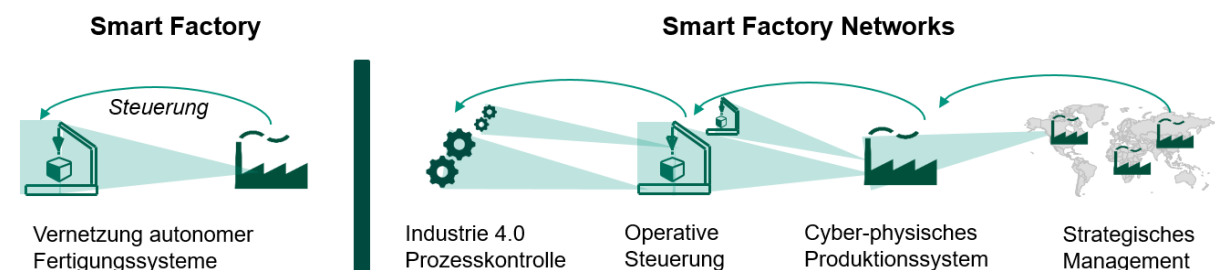 Smart Factory
Smart Factory Networks
Steuerung
Vernetzung autonomer
Fertigungssysteme
Industrie 4.0
Prozesskontrolle
Operative
Steuerung
Cyber-physisches
Produktionssystem
Strategisches
Management